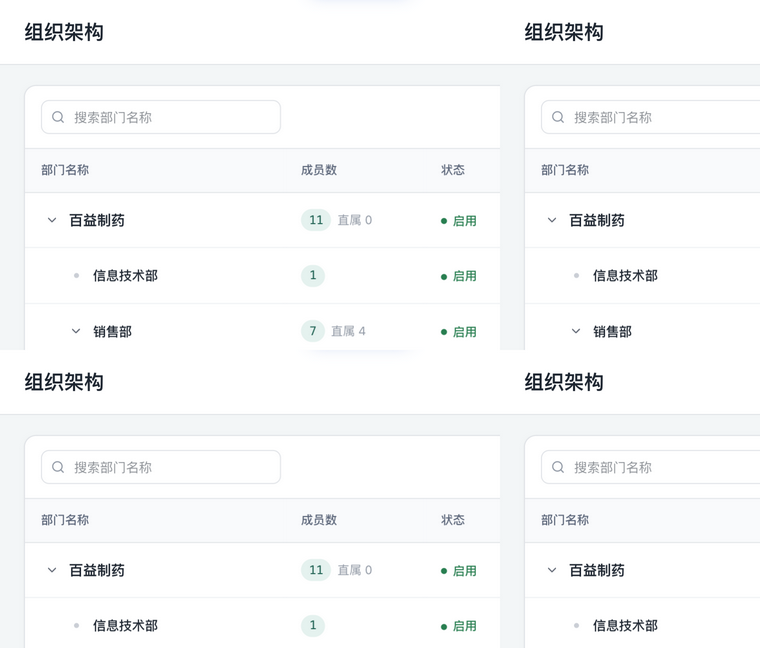 组织架构 组织架构
搜索部门名称 搜索部门名称
部门名称 成员数 状态 部门名称
百益制药 11 直属 0 启用 百益制药
信息技术部 1 启用 信息技术部
销售部 7 直属 4 启用 销售部
组织架构 组织架构
搜索部门名称 搜索部门名称
部门名称 成员数 状态 部门名称
百益制药 11 直属 0 启用 百益制药
信息技术部 1 启用 信息技术部